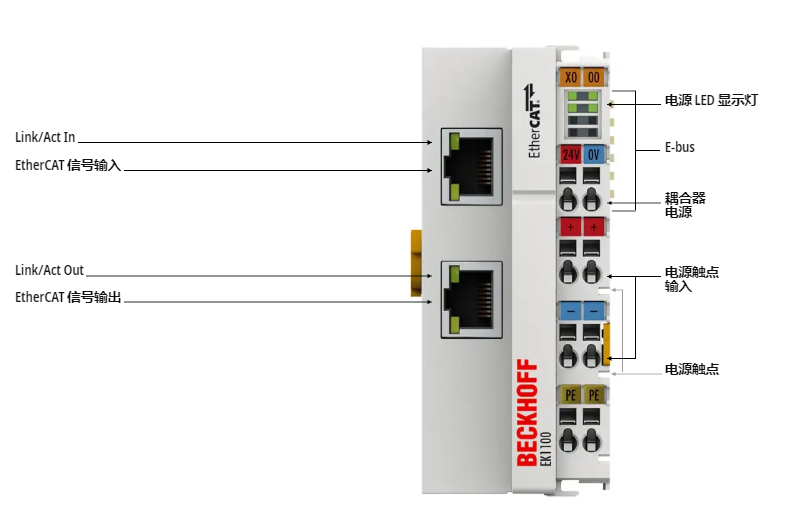 Link/Act In
EtherCAT 信号输入
Link/Act Out
EtherCAT 信号输出
X0 00
EtherCAT
24V 0V
+ +
− −
PE PE
BECKHOFF
EK1100
电源 LED 显示灯
E-bus
耦合器
电源
电源触点
输入
电源触点